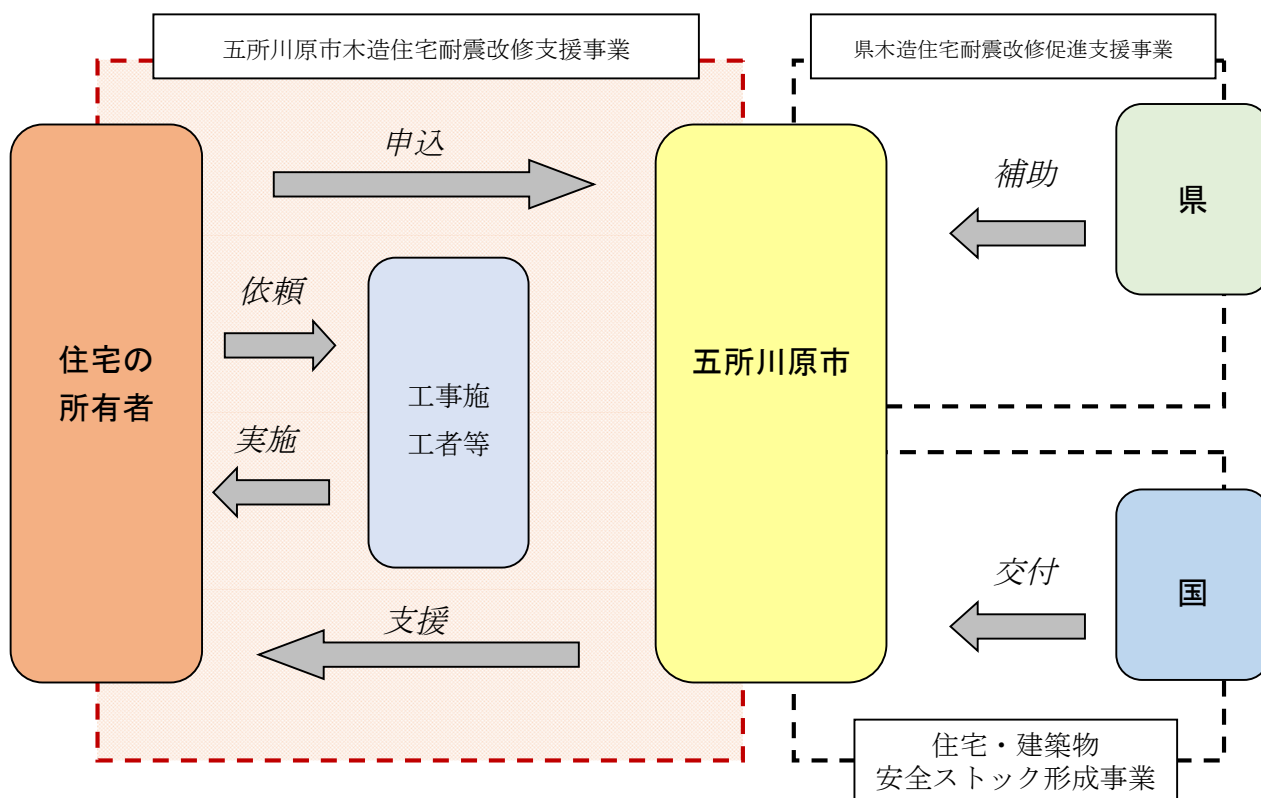 五所川原市木造住宅耐震改修支援事業
県木造住宅耐震改修促進支援事業
申込
補助
県
依頼
住宅の
所有者
五所川原市
工事施
工者等
実施
交付
国
支援
住宅・建築物
安全ストック形成事業